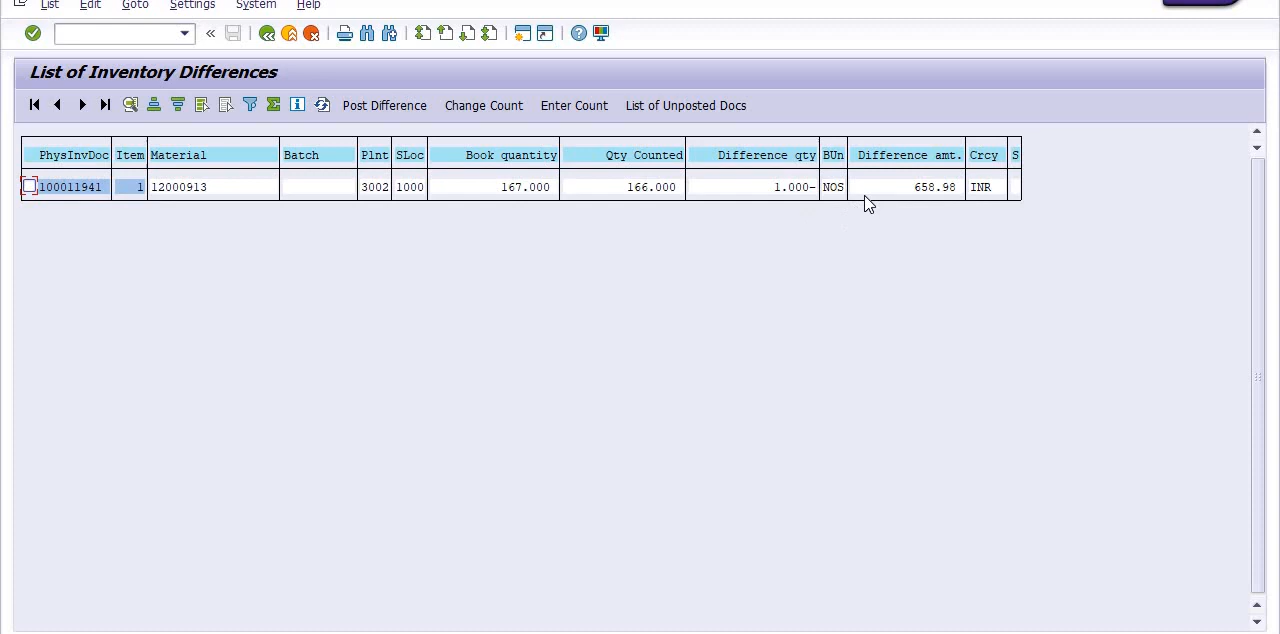 List Edit Goto Settings System Help
List of Inventory Differences
Post Difference Change Count Enter Count List of Unposted Docs
PhysInvDoc Item Material Batch Plnt SLoc Book quantity Qty Counted Difference qty BUn Difference amt. Crcy S
100011941 1 12000913 3002 1000 167.000 166.000 1.000- NOS 658.98 INR